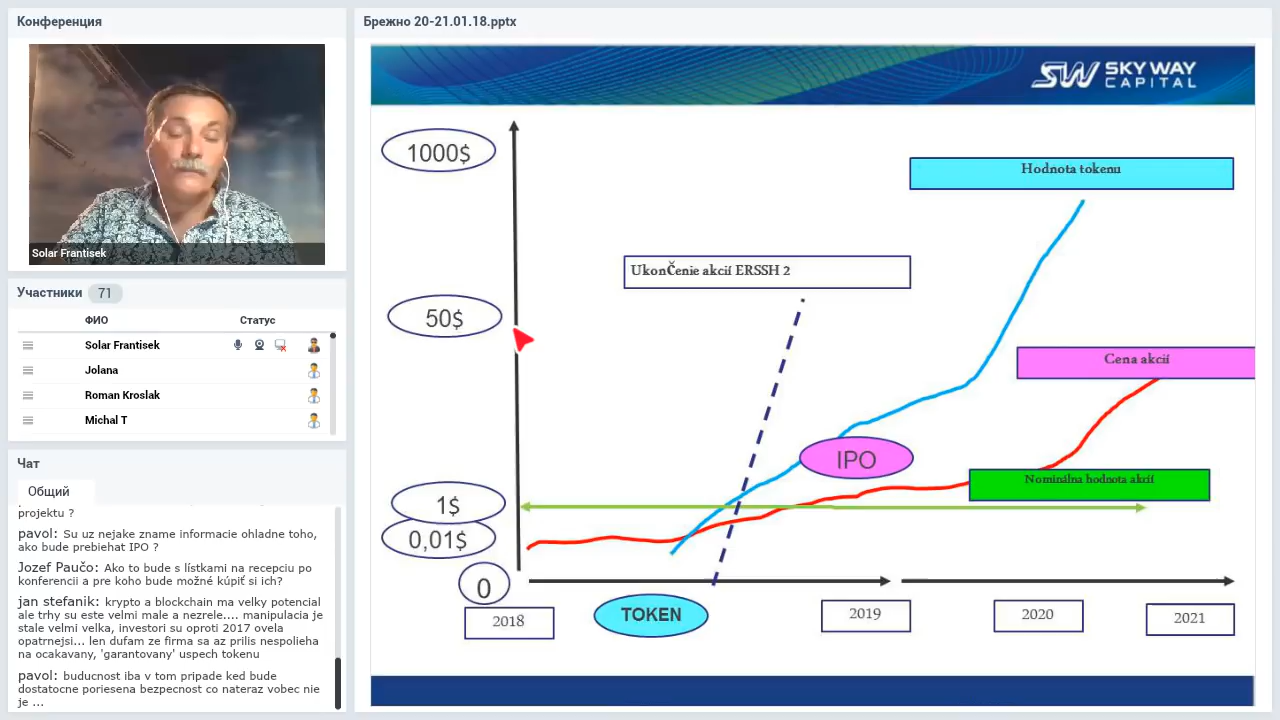 Конференция
Solar Frantisek
Участники 71
ФИО Статус
Solar Frantisek
Jolana
Roman Kroslak
Michal T
Чат
Общий
projektu ?
pavol: Su uz nejake zname informacie ohladne toho,
ako bude prebiehat IPO ?
Jozef Paučo: Ako to bude s lístkami na recepciu po
konferencii a pre koho bude možné kúpiť si ich?
jan stefanik: krypto a blockchain ma velky potencial
ale trhy su este velmi male a nezrele.... manipulacia je
stale velmi velka, investori su oproti 2017 ovela
opatrnejsi... len dufam ze firma sa az prilis nespolieha
na ocakavany, 'garantovany' uspech tokenu
pavol: buducnost iba v tom pripade ked bude
dostatocne poriesena bezpecnost co nateraz vobec nie
je ...
Брежно 20-21.01.18.pptx
SW SKY WAY
CAPITAL
1000$
Hodnota tokenu
UkonČenie akcií ERSSH 2
50$
Cena akcií
IPO
Nominálna hodnota akcií
1$
0,01$
0
2018
TOKEN
2019
2020
2021